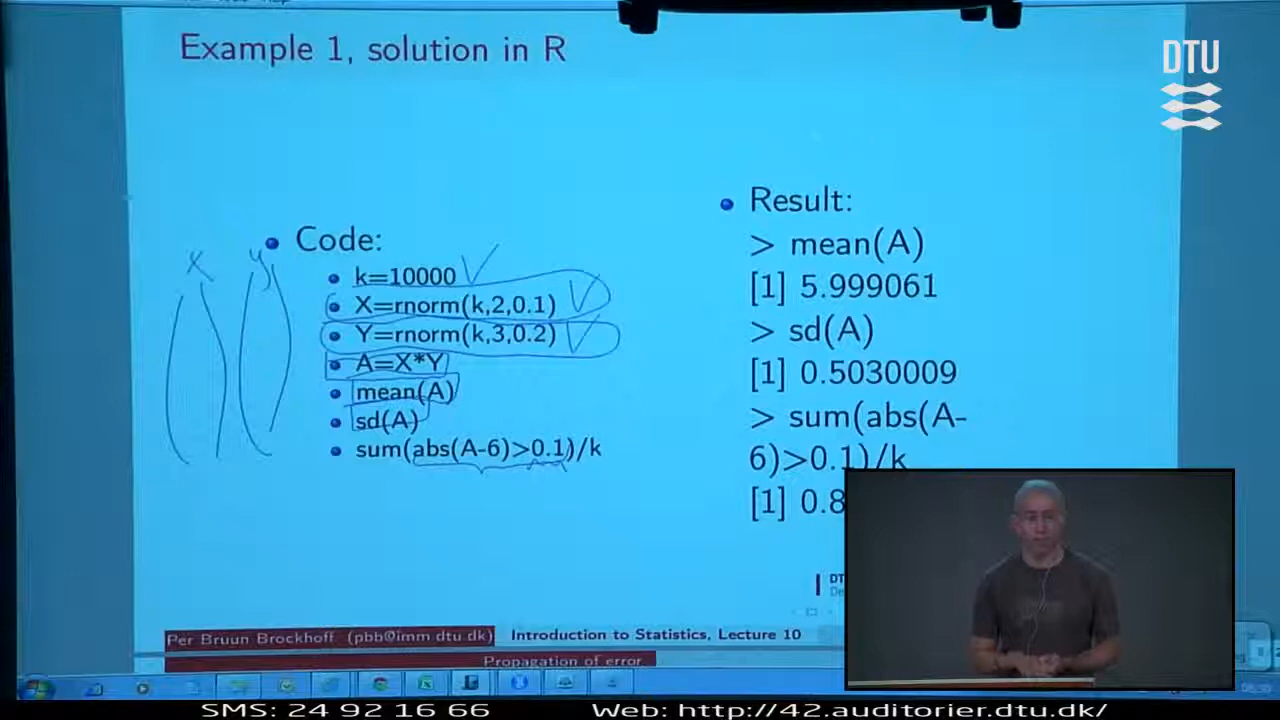 Example 1, solution in R
DTU
X
Y
Code:
k=10000
X=rnorm(k,2,0.1)
Y=rnorm(k,3,0.2)
A=X*Y
mean(A)
sd(A)
sum(abs(A-6)>0.1)/k
Result:
> mean(A)
[1] 5.999061
> sd(A)
[1] 0.5030009
> sum(abs(A-
6)>0.1)/k
[1] 0.8
DT
De
Per Bruun Brockhoff (pbb@imm.dtu.dk)
Introduction to Statistics, Lecture 10
Propagation of error
SMS: 24 92 16 66
Web: http://42.auditorier.dtu.dk/